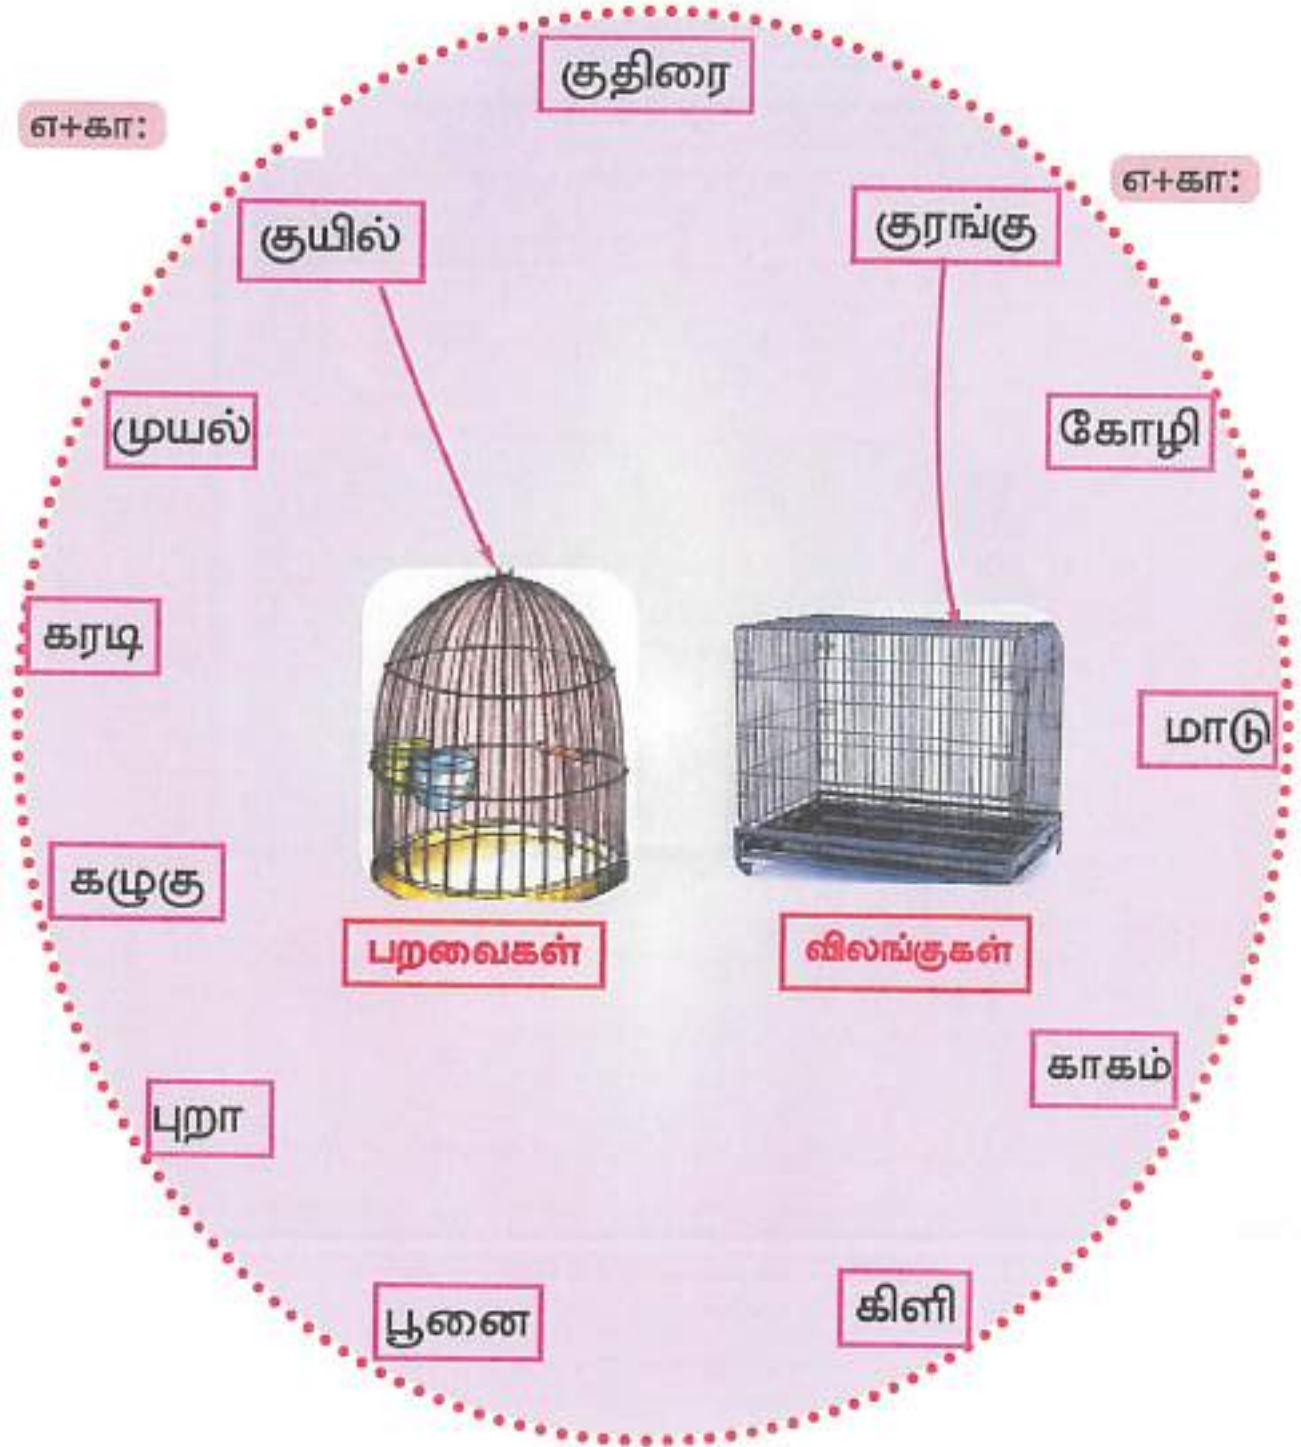 குதிரை
எ+கா:
எ+கா:
குயில்
குரங்கு
முயல்
கோழி
கரடி
மாடு
கழுகு
பறவைகள்
விலங்குகள்
காகம்
புறா
பூனை
கிளி